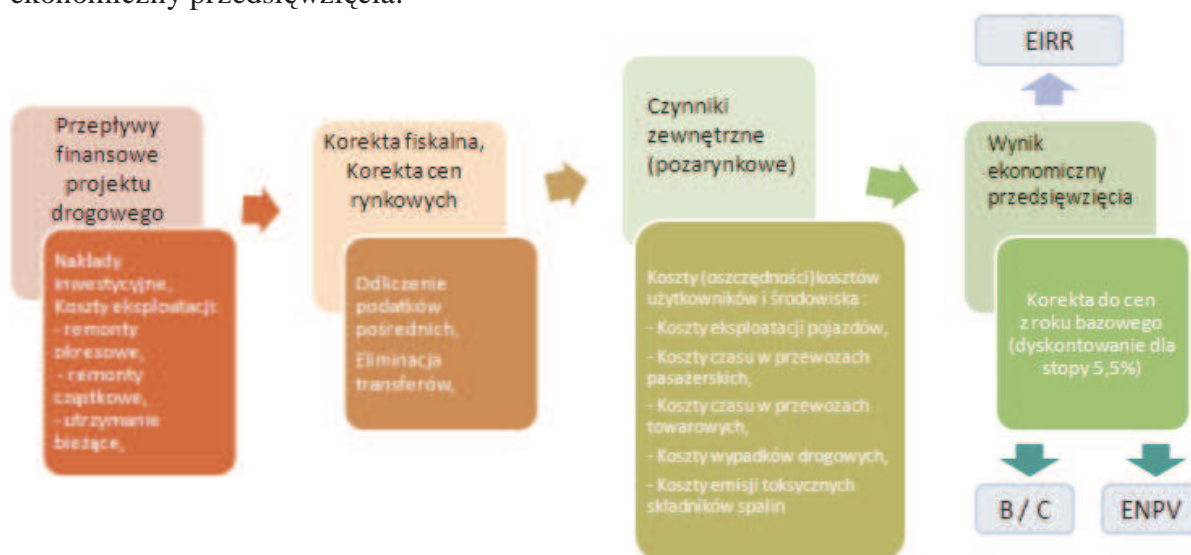 ekonomiczny przedsięwzięcia.
Przepływy
finansowe
projektu
drogowego
Nakłady
inwestycyjne,
Koszty eksploatacji:
- remonty
okresowe,
- remonty
cząstkowe,
- utrzymanie
bieżące,
Korekta fiskalna,
Korekta cen
rynkowych
Odliczenie
podatków
pośrednich,
Eliminacja
transferów,
Czynniki
zewnętrzne
(pozarynkowe)
Koszty (oszczędności)kosztów
użytkowników i środowiska :
- Koszty eksploatacji pojazdów,
- Koszty czasu w przewozach
pasażerskich,
- Koszty czasu w przewozach
towarowych,
- Koszty wypadków drogowych,
- Koszty emisji toksycznych
składników spalin
EIRR
Wynik
ekonomiczny
przedsięwzięcia
Korekta do cen
z roku bazowego
(dyskontowanie dla
stopy 5,5%)
B / C
ENPV